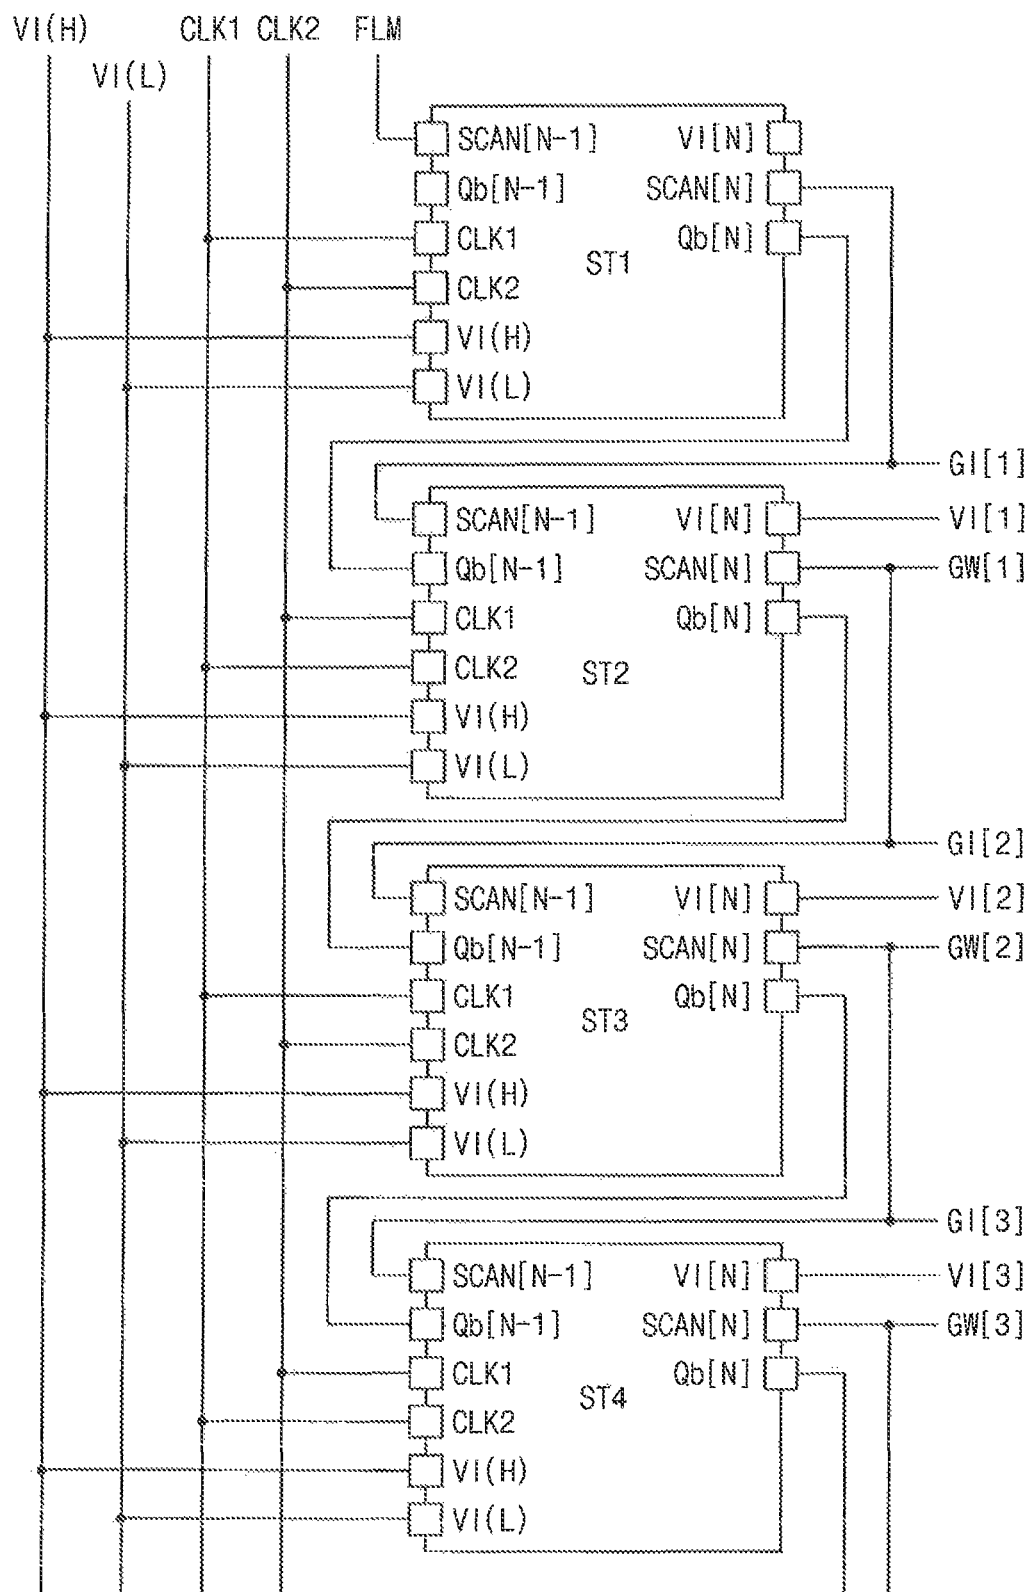 VI(H) CLK1 CLK2 FLM
VI(L)
SCAN[N-1] VI[N]
Qb[N-1] SCAN[N]
CLK1 Qb[N]
ST1
CLK2
VI(H)
VI(L)
GI[1]
SCAN[N-1] VI[N] VI[1]
Qb[N-1] SCAN[N] GW[1]
CLK1 Qb[N]
CLK2 ST2
VI(H)
VI(L)
GI[2]
SCAN[N-1] VI[N] VI[2]
Qb[N-1] SCAN[N] GW[2]
CLK1 Qb[N]
ST3
CLK2
VI(H)
VI(L)
GI[3]
SCAN[N-1] VI[N] VI[3]
Qb[N-1] SCAN[N] GW[3]
CLK1 Qb[N]
ST4
CLK2
VI(H)
VI(L)